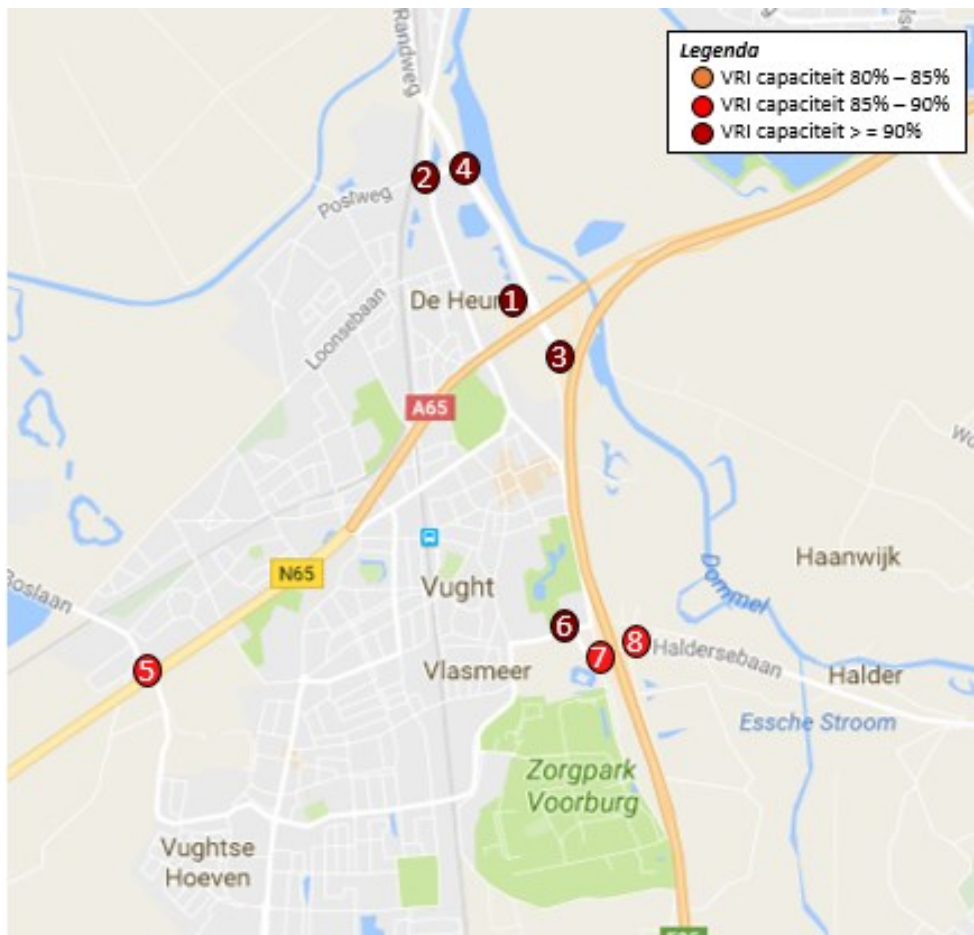 Randweg
Legenda
VRI capaciteit 80% – 85%
VRI capaciteit 85% – 90%
VRI capaciteit > = 90%
2
4
Postweg
Loonsebaan
De Heun
1
3
A65
N65
Vught
Haanwijk
Dommel
Boslaan
6
8
7
Haldersebaan
5
Vlasmeer
Halder
Essche Stroom
Zorgpark
Voorburg
Vughtse
Hoeven